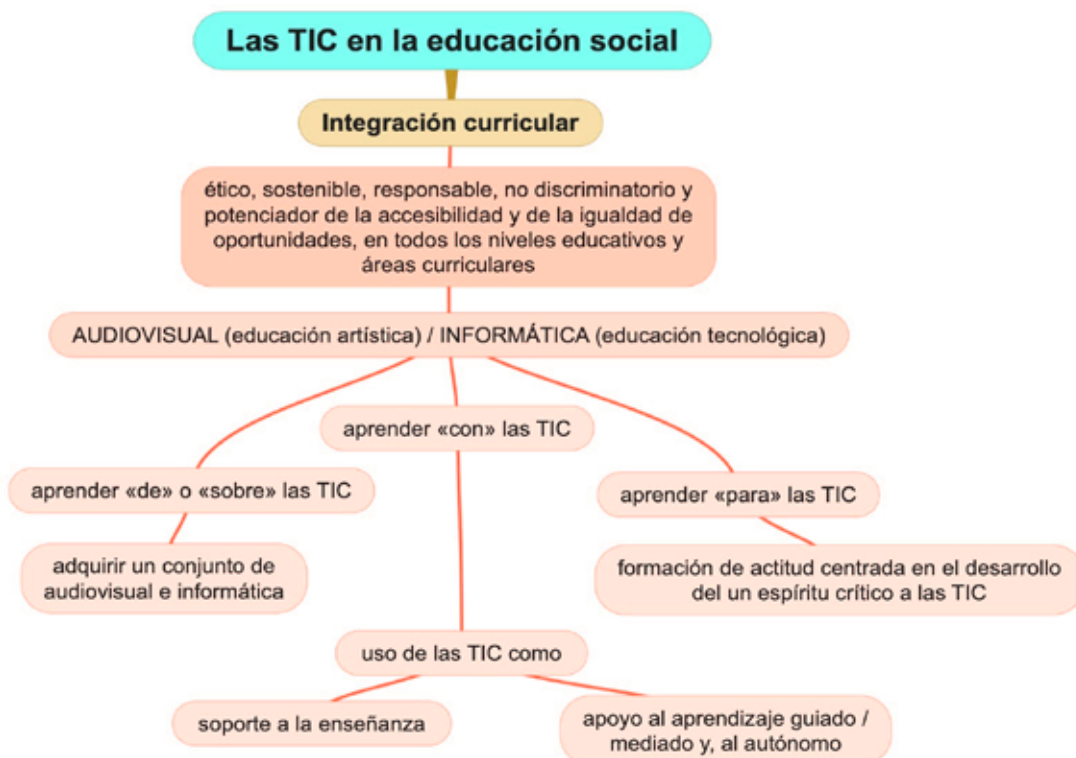 Las TIC en la educación social
Integración curricular
ético, sostenible, responsable, no discriminatorio y
potenciador de la accesibilidad y de la igualdad de
oportunidades, en todos los niveles educativos y
áreas curriculares
AUDIOVISUAL (educación artística) / INFORMÁTICA (educación tecnológica)
aprender «con» las TIC
aprender «de» o «sobre» las TIC
aprender «para» las TIC
adquirir un conjunto de
audiovisual e informática
formación de actitud centrada en el desarrollo
del un espíritu crítico a las TIC
uso de las TIC como
soporte a la enseñanza
apoyo al aprendizaje guiado /
mediado y, al autónomo